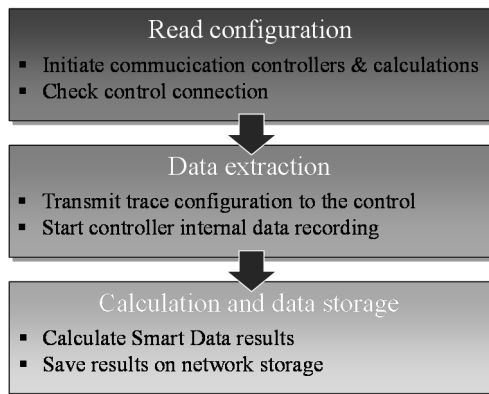 Read configuration
▪ Initiate commucication controllers & calculations
▪ Check control connection
Data extraction
▪ Transmit trace configuration to the control
▪ Start controller internal data recording
Calculation and data storage
▪ Calculate Smart Data results
▪ Save results on network storage